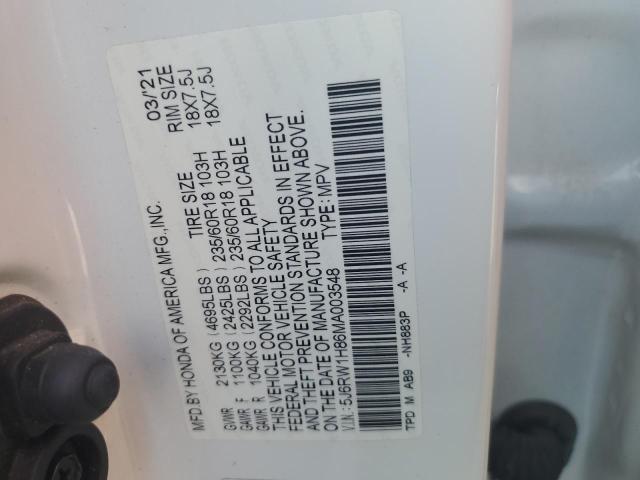 MFD.BY HONDA OF AMERICA MFG.,INC. 03/'21
TIRE SIZE RIM SIZE
GVWR 2130KG (4695LBS) 235/60R18 103H 18X7.5J
GAWR F 1100KG (2425LBS) 235/60R18 103H 18X7.5J
GAWR R 1040KG (2292LBS)
THIS VEHICLE CONFORMS TO ALL APPLICABLE
FEDERAL MOTOR VEHICLE SAFETY
AND THEFT PREVENTION STANDARDS IN EFFECT
ON THE DATE OF MANUFACTURE SHOWN ABOVE.
V.I.N.:5J6RW1H86MA003548 TYPE:MPV
TPD M AB9 -NH883P -A -A